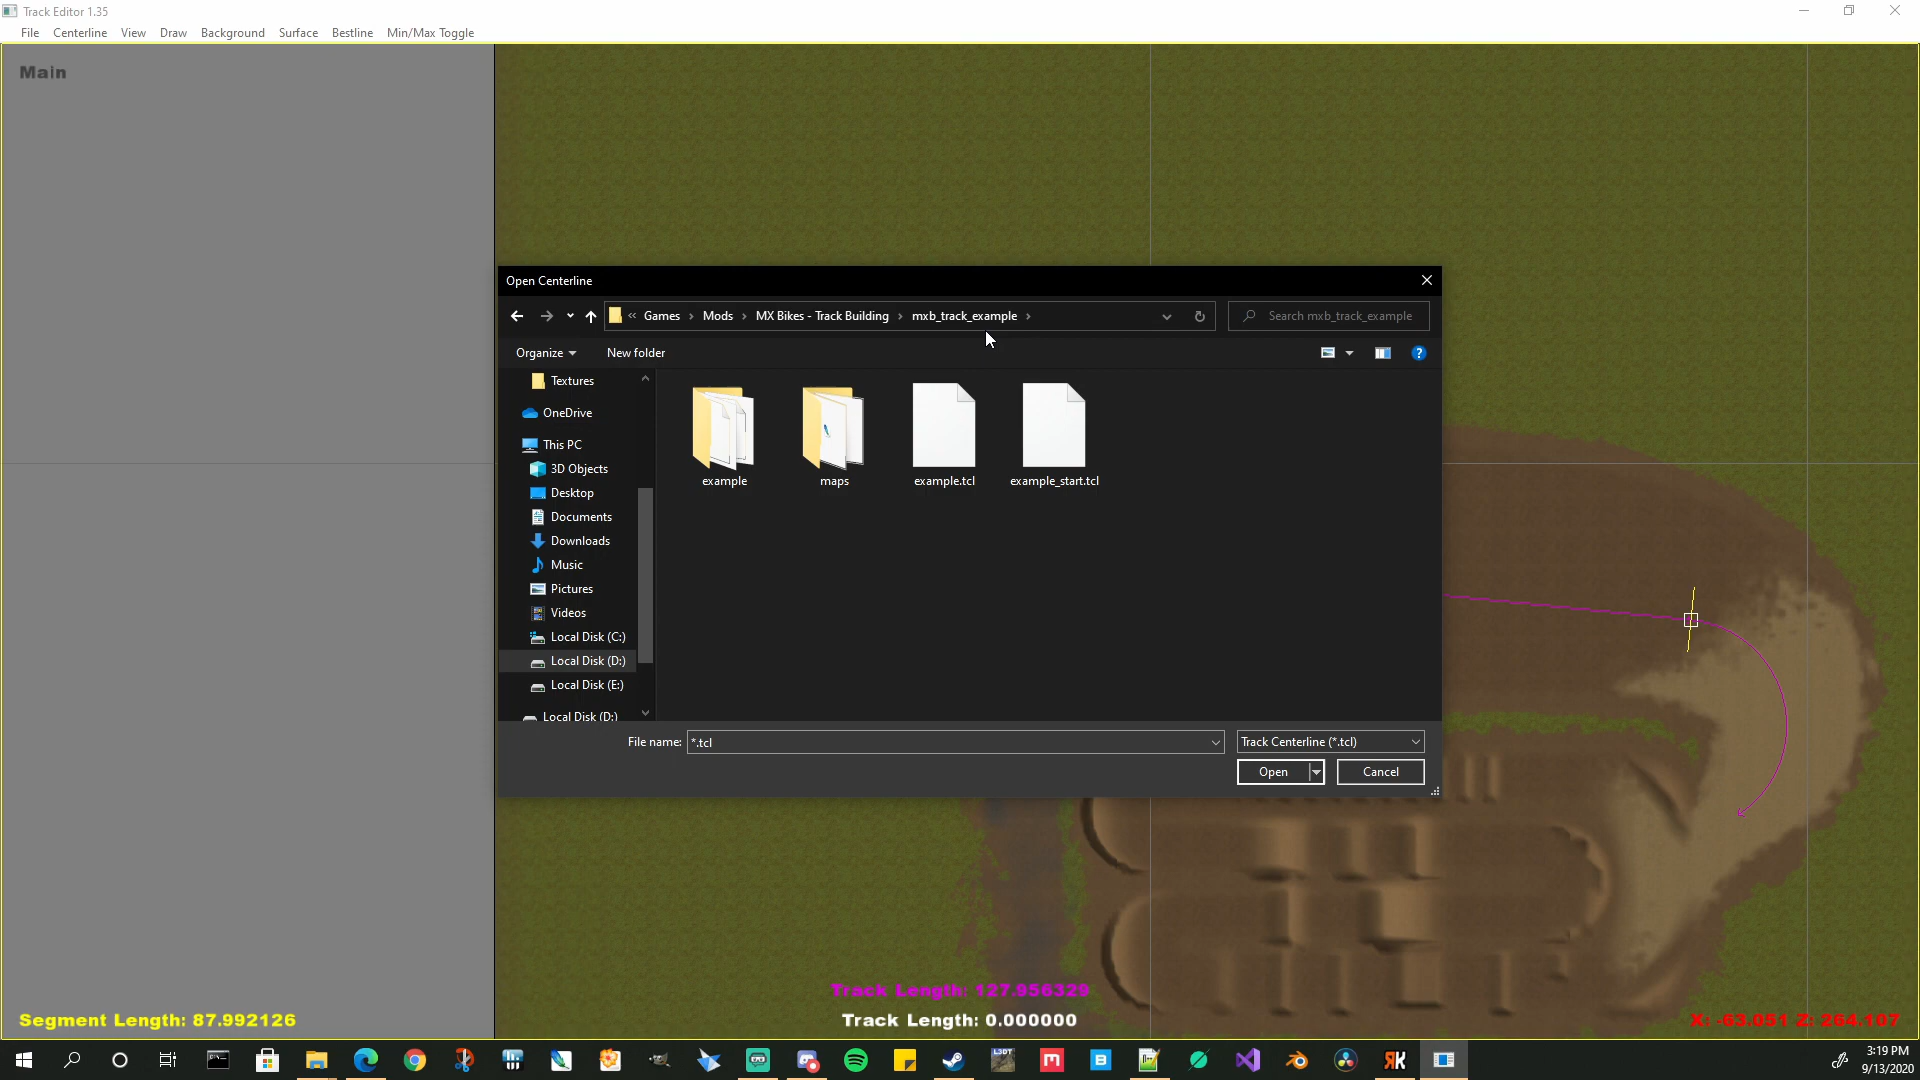 Track Editor 1.35
File Centerline View Draw Background Surface Bestline Min/Max Toggle
Main
Open Centerline
« Games › Mods › MX Bikes - Track Building › mxb_track_example ›
Search mxb_track_example
Organize New folder
Textures
OneDrive
This PC
3D Objects
Desktop
Documents
Downloads
Music
Pictures
Videos
Local Disk (C:)
Local Disk (D:)
Local Disk (E:)
Local Disk (D:)
example maps example.tcl example_start.tcl
File name: *.tcl Track Centerline (*.tcl)
Open Cancel
Track Length: 127.956329
Segment Length: 87.992126
Track Length: 0.000000
X: -63.051 Z: 264.107
L3DT
3:19 PM
9/13/2020